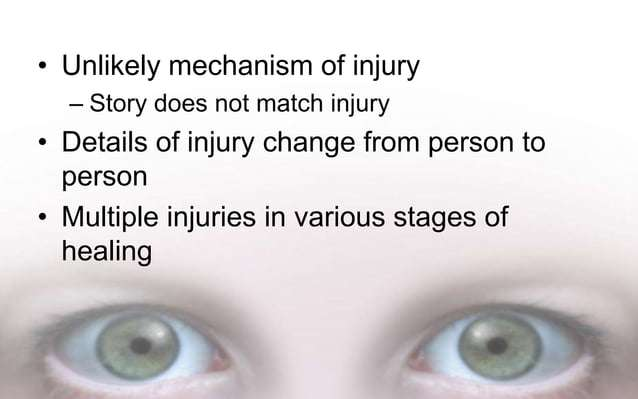 • Unlikely mechanism of injury
– Story does not match injury
• Details of injury change from person to
person
• Multiple injuries in various stages of
healing